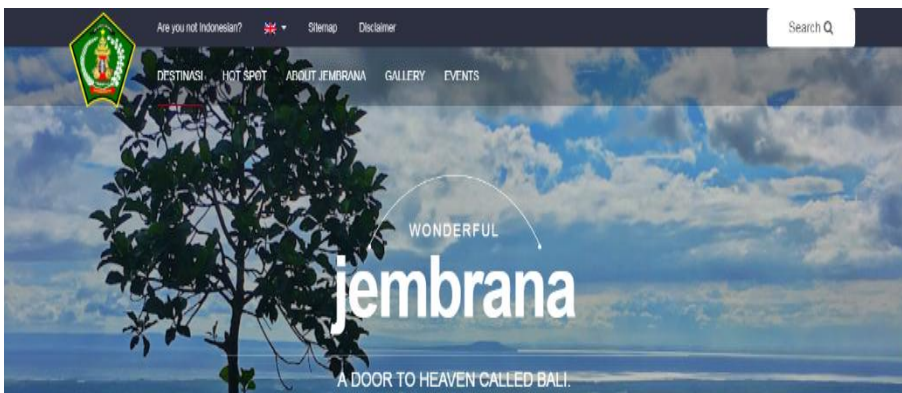 Are you not Indonesian? Sitemap Disclaimer Search
DESTINASI HOT SPOT ABOUT JEMBRANA GALLERY EVENTS
WONDERFUL
jembrana
A DOOR TO HEAVEN CALLED BALI.